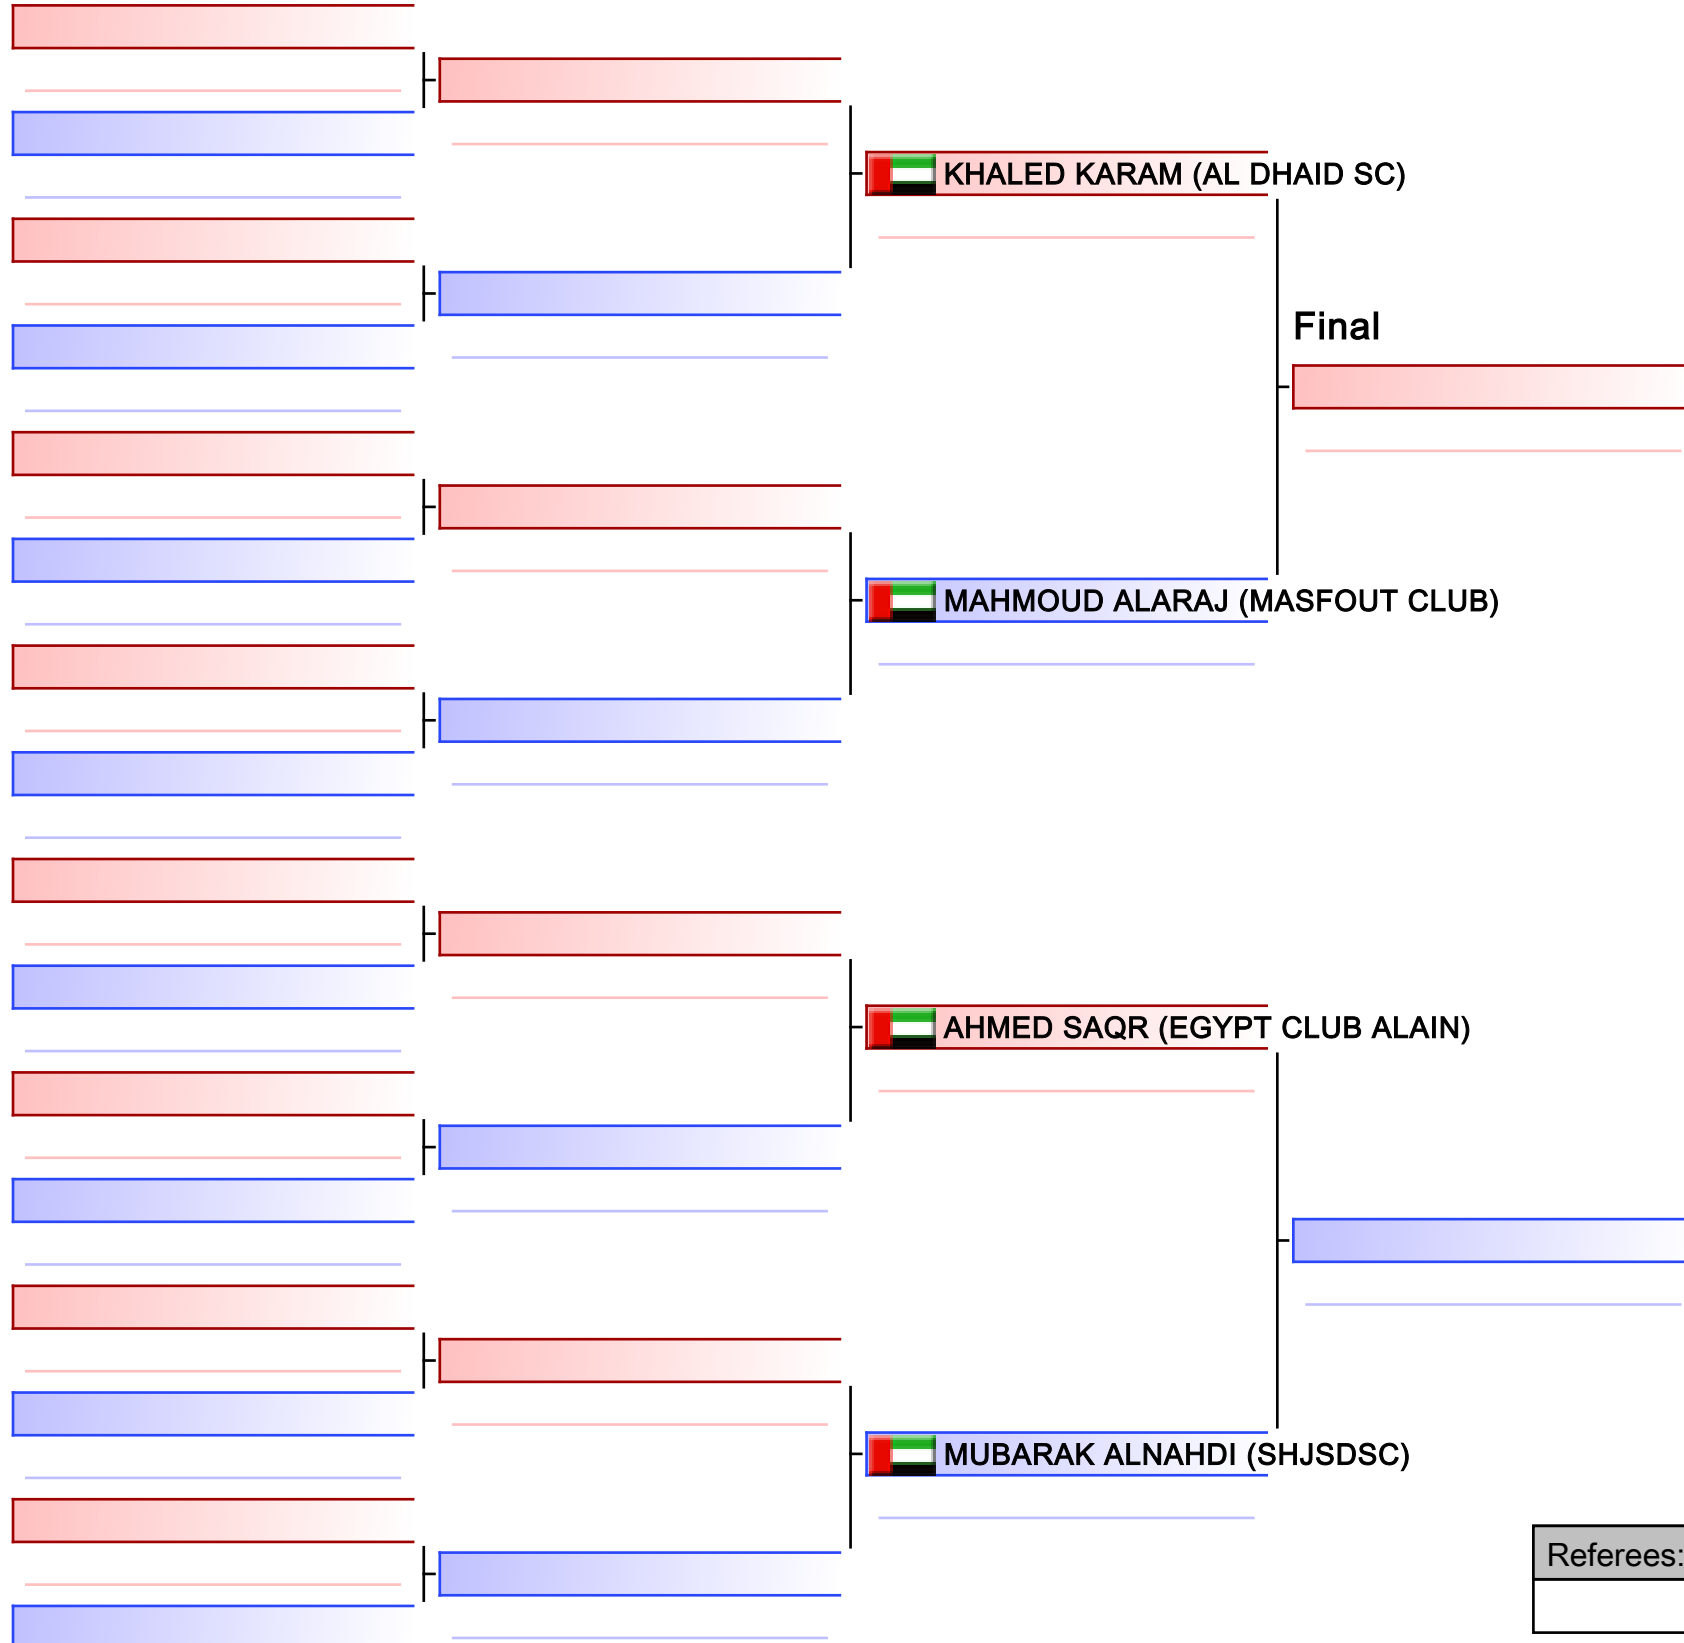 KHALED KARAM (AL DHAID SC)
Final
MAHMOUD ALARAJ (MASFOUT CLUB)
AHMED SAQR (EGYPT CLUB ALAIN)
MUBARAK ALNAHDI (SHJSDSC)
Referees: